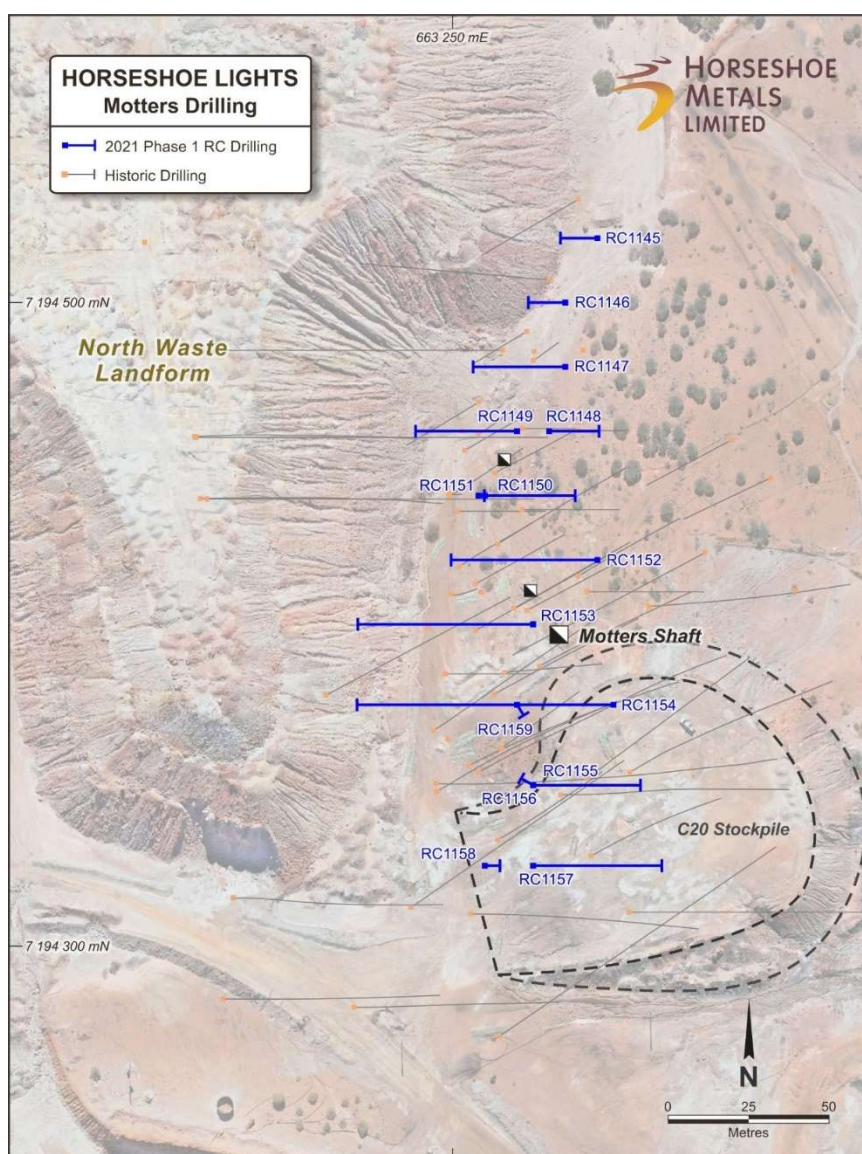 663 250 mE
HORSESHOE LIGHTS
Motters Drilling
2021 Phase 1 RC Drilling
Historic Drilling
HORSESHOE
METALS
LIMITED
RC1145
7 194 500 mN
RC1146
North Waste
Landform
RC1147
RC1149
RC1148
RC1151
RC1150
RC1152
RC1153
Motters Shaft
RC1154
RC1159
RC1155
RC1156
C20 Stockpile
RC1158
RC1157
7 194 300 mN
N
0 25 50
Metres